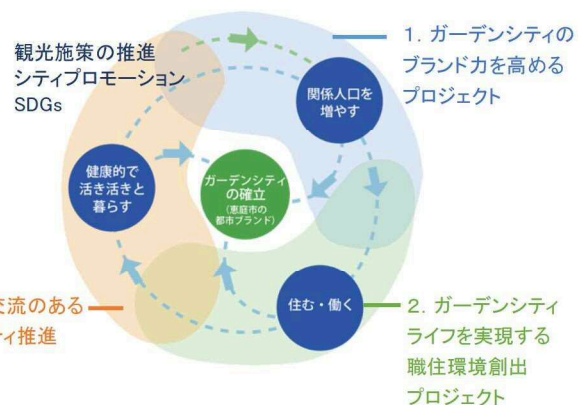 観光施策の推進
シティプロモーション
SDGs
1. ガーデンシティの
ブランド力を高める
プロジェクト
関係人口を
増やす
健康的で
活き活きと
暮らす
ガーデンシティ
の確立
(恵庭市の
都市ブランド)
交流のある
ティ推進
住む・働く
2. ガーデンシティ
ライフを実現する
職住環境創出
プロジェクト